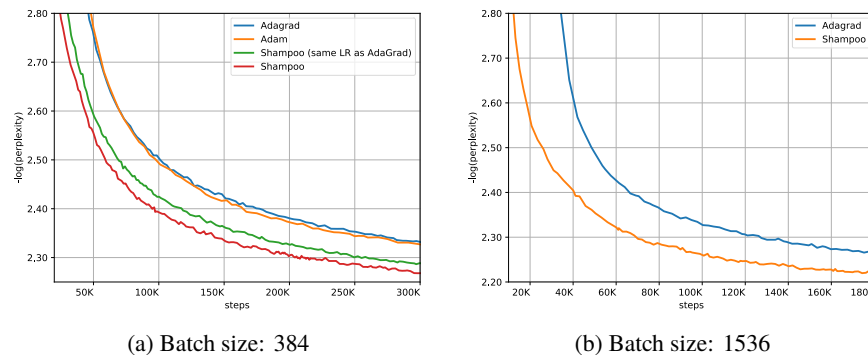 2.80
2.70
2.60
2.50
2.40
2.30
-log(perplexity)
Adagrad
Adam
Shampoo (same LR as AdaGrad)
Shampoo
50K 100K 150K 200K 250K 300K
steps
(a) Batch size: 384
2.80
2.70
2.60
2.50
2.40
2.30
2.20
-log(perplexity)
Adagrad
Shampoo
20K 40K 60K 80K 100K 120K 140K 160K
steps
(b) Batch size: 1536